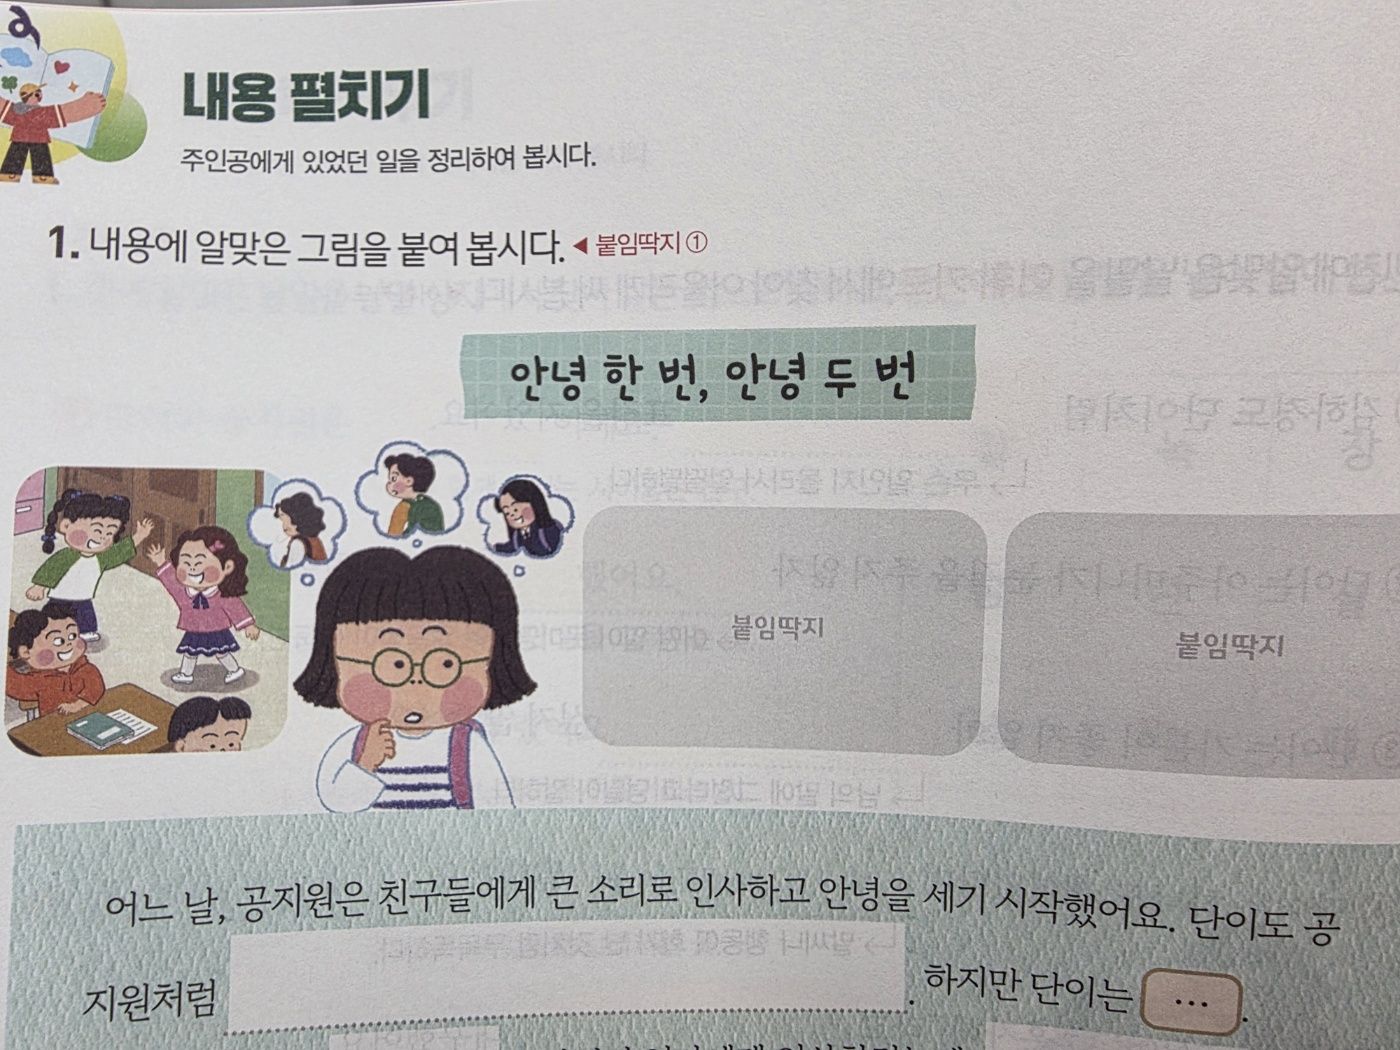 내용 펼치기
주인공에게 있었던 일을 정리하여 봅시다.
1. 내용에 알맞은 그림을 붙여 봅시다. ◀ 붙임딱지 ①
안녕 한 번, 안녕 두 번
붙임딱지
붙임딱지
어느 날, 공지원은 친구들에게 큰 소리로 인사하고 안녕을 세기 시작했어요. 단이도 공
지원처럼 . 하지만 단이는 ... .